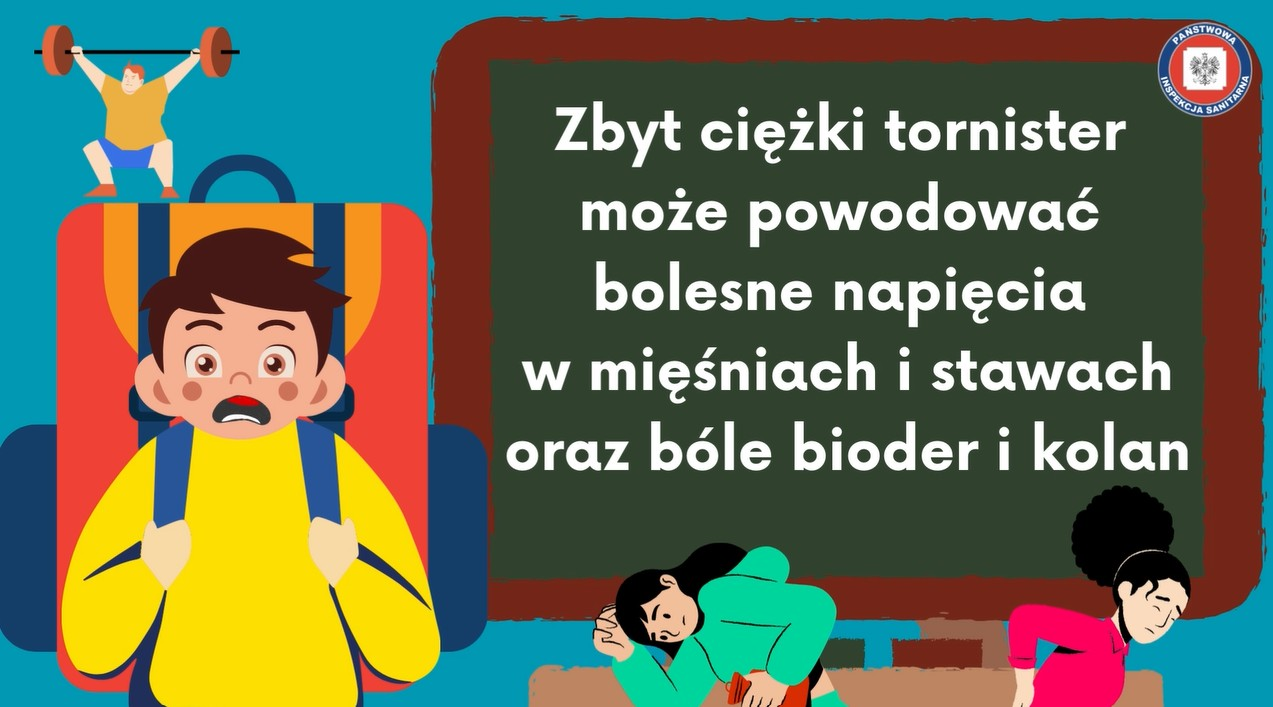 PAŃSTWOWA
INSPEKCJA SANITARNA
Zbyt ciężki tornister
może powodować
bolesne napięcia
w mięśniach i stawach
oraz bóle bioder i kolan